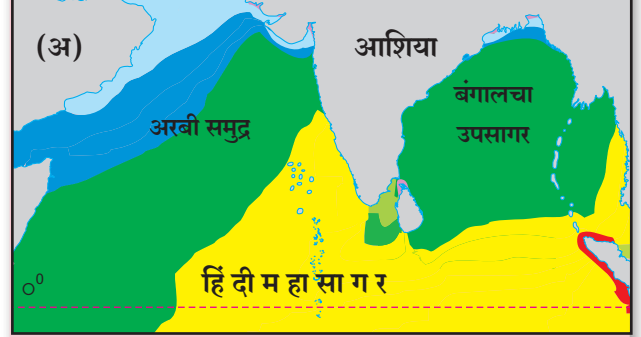 (अ)
आशिया
बंगालचा
उपसागर
अरबी समुद्र
हिं दी म हा सा ग र
0